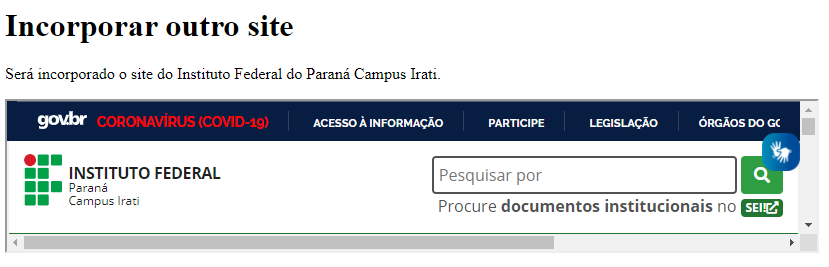 Incorporar outro site
Será incorporado o site do Instituto Federal do Paraná Campus Irati.
gov.br CORONAVÍRUS (COVID-19) ACESSO À INFORMAÇÃO PARTICIPE LEGISLAÇÃO ÓRGÃOS DO GO
INSTITUTO FEDERAL
Paraná
Campus Irati
Pesquisar por
Procure documentos institucionais no SEI!